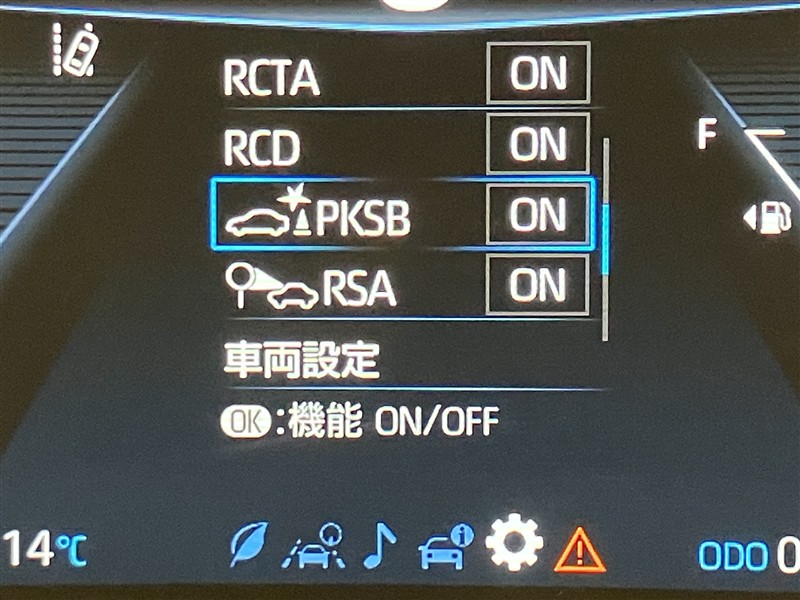 RCTA ON
RCD ON
F
PKSB ON
RSA ON
車両設定
OK:機能 ON/OFF
14℃
ODO 0